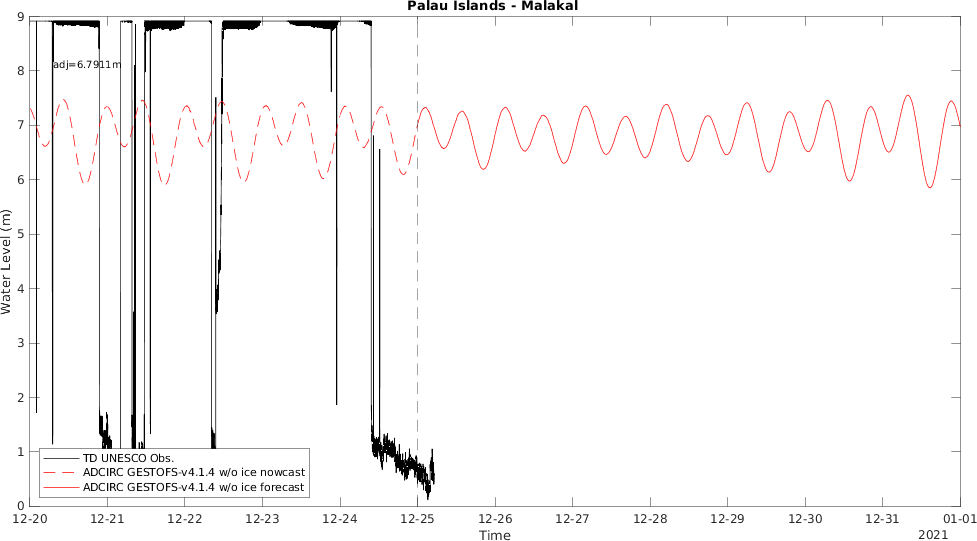 Palau Islands - Malakal
9
8
7
6
5
4
3
2
1
0
Water Level (m)
adj=6.7911m
TD UNESCO Obs.
ADCIRC GESTOFS-v4.1.4 w/o ice nowcast
ADCIRC GESTOFS-v4.1.4 w/o ice forecast
12-20 12-21 12-22 12-23 12-24 12-25 12-26 12-27 12-28 12-29 12-30 12-31 01-01
Time
2021